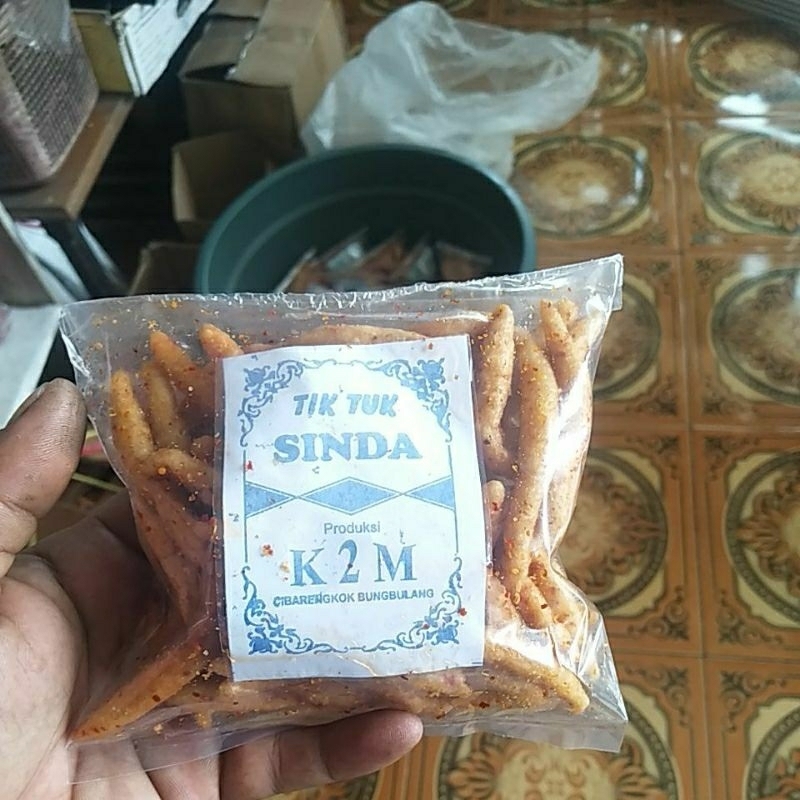 TIK TUK
SINDA
Produksi
K 2 M
CIBARENGKOK BUNGBULANG